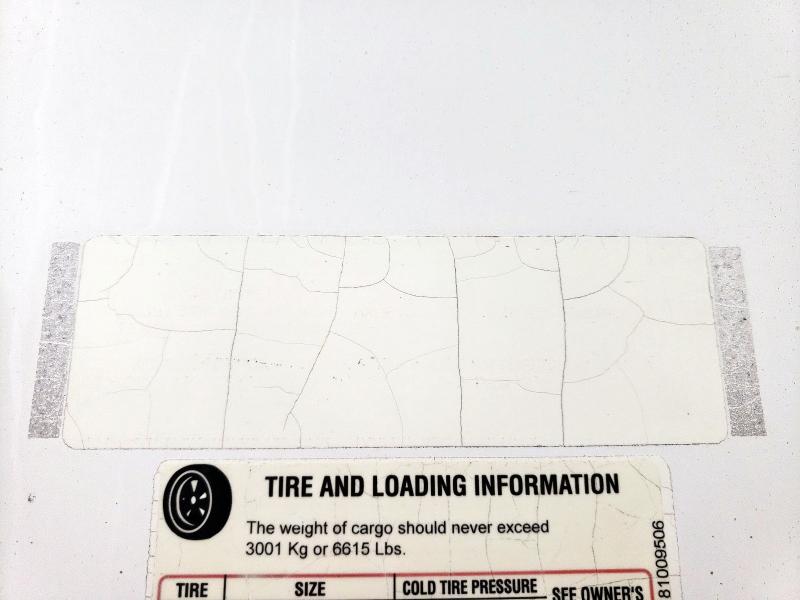 TIRE AND LOADING INFORMATION
The weight of cargo should never exceed
3001 Kg or 6615 Lbs.
TIRE SIZE COLD TIRE PRESSURE SEE OWNER'S
81009506